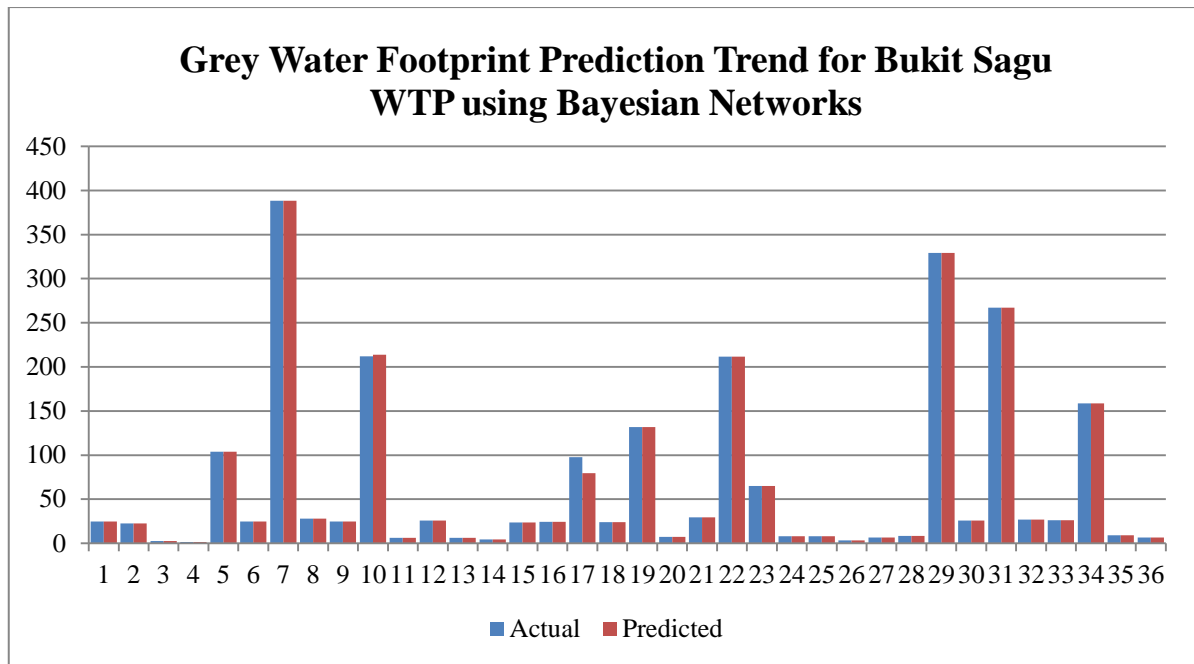 Grey Water Footprint Prediction Trend for Bukit Sagu
WTP using Bayesian Networks
450
400
350
300
250
200
150
100
50
0
1 2 3 4 5 6 7 8 9 10 11 12 13 14 15 16 17 18 19 20 21 22 23 24 25 26 27 28 29 30 31 32 33 34 35 36
Actual Predicted